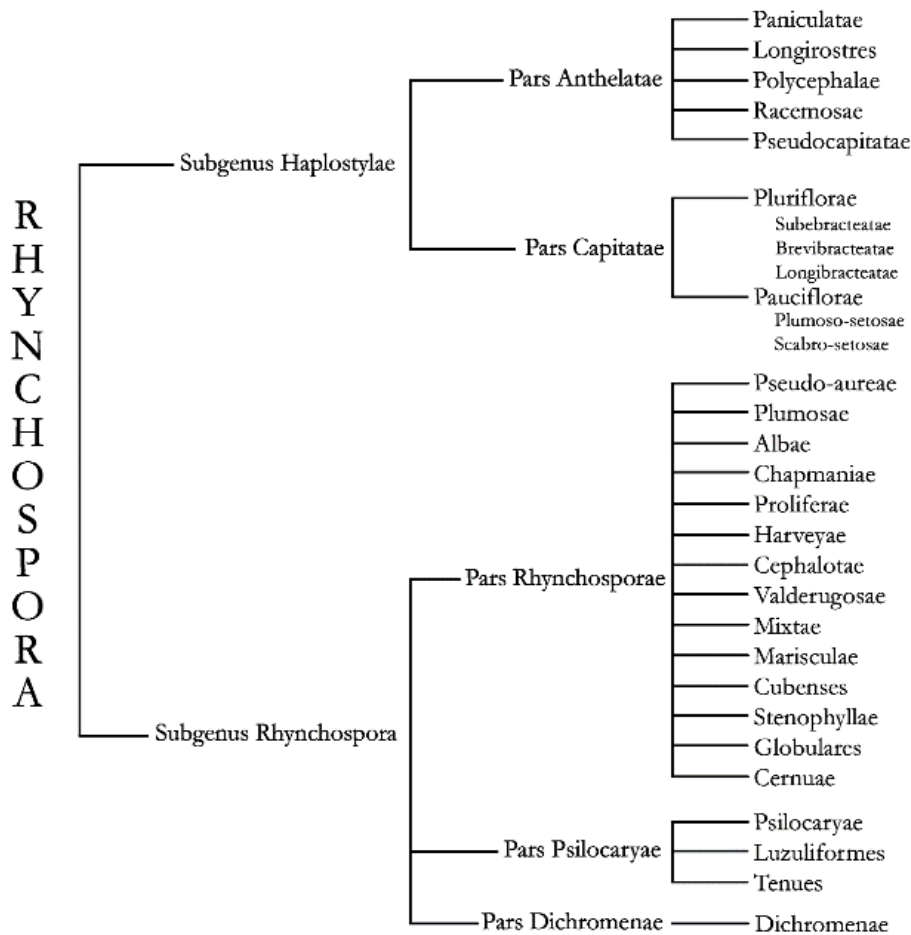 RHYNCHOSPORA
Subgenus Haplostylae
Pars Anthelatae
Paniculatae
Longirostres
Polycephalae
Racemosae
Pseudocapitatae
Pars Capitatae
Pluriflorae
Subebracteatae
Brevibracteatae
Longibracteatae
Pauciflorae
Plumoso-setosae
Scabro-setosae
Subgenus Rhynchospora
Pars Rhynchosporae
Pseudo-aureae
Plumosae
Albae
Chapmaniae
Proliferae
Harveyae
Cephalotae
Valderugosae
Mixtae
Marisculae
Cubenses
Stenophyllae
Globulares
Cernuae
Pars Psilocaryae
Psilocaryae
Luzuliformes
Tenues
Pars Dichromenae
Dichromenae